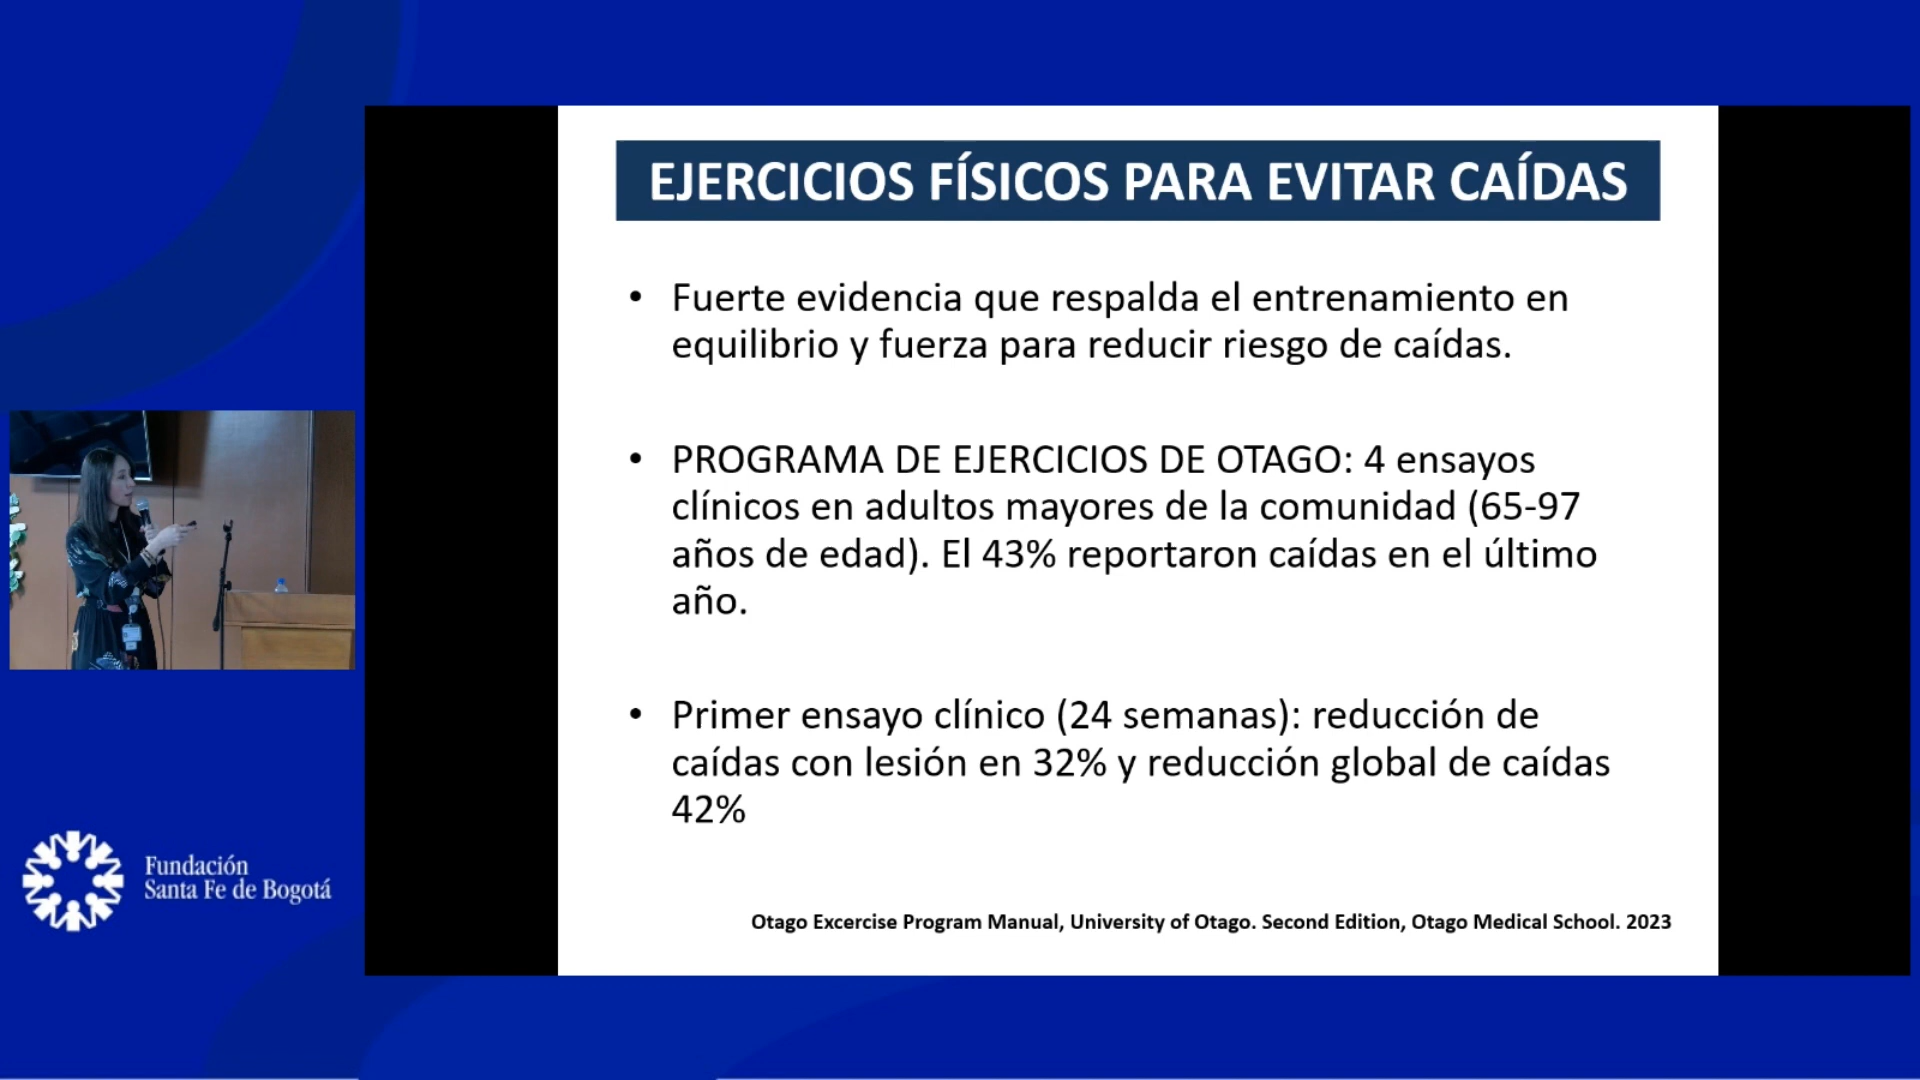 EJERCICIOS FÍSICOS PARA EVITAR CAÍDAS
• Fuerte evidencia que respalda el entrenamiento en
equilibrio y fuerza para reducir riesgo de caídas.
• PROGRAMA DE EJERCICIOS DE OTAGO: 4 ensayos
clínicos en adultos mayores de la comunidad (65-97
años de edad). El 43% reportaron caídas en el último
año.
• Primer ensayo clínico (24 semanas): reducción de
caídas con lesión en 32% y reducción global de caídas
42%
Otago Excercise Program Manual, University of Otago. Second Edition, Otago Medical School. 2023
Fundación
Santa Fe de Bogotá